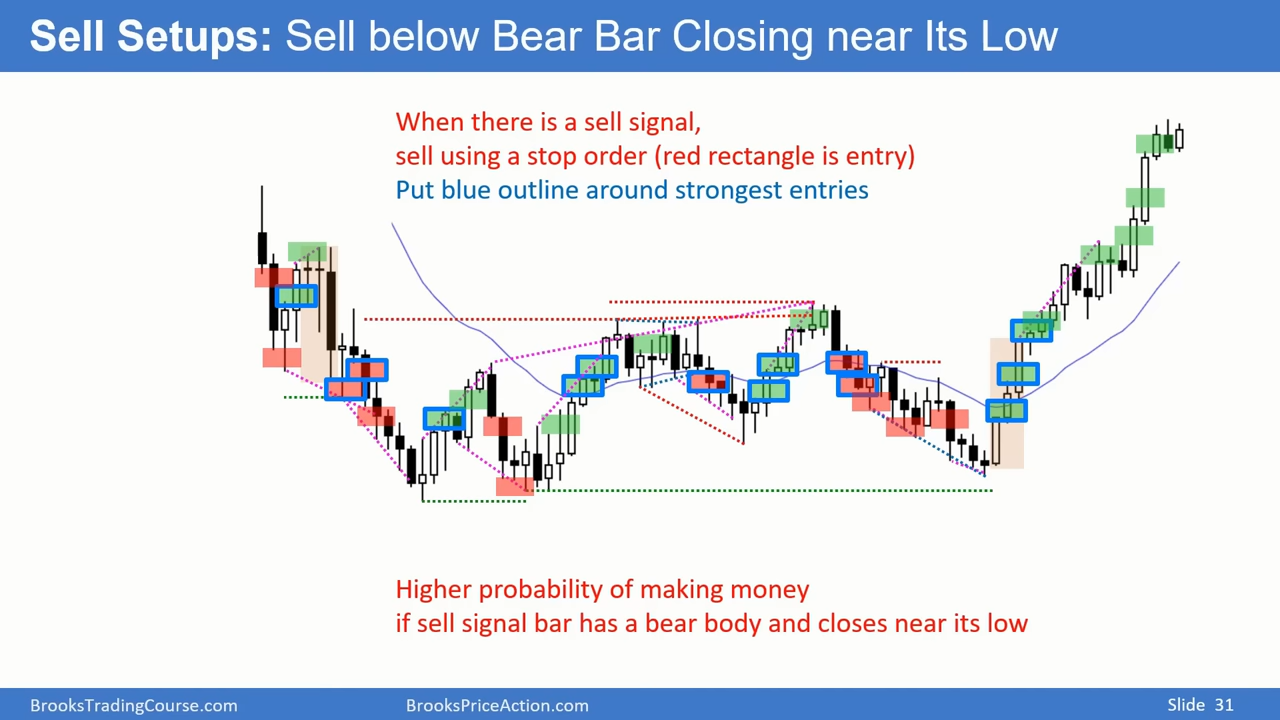 Sell Setups: Sell below Bear Bar Closing near Its Low
When there is a sell signal,
sell using a stop order (red rectangle is entry)
Put blue outline around strongest entries
Higher probability of making money
if sell signal bar has a bear body and closes near its low
BrooksTradingCourse.com
BrooksPriceAction.com
Slide 31